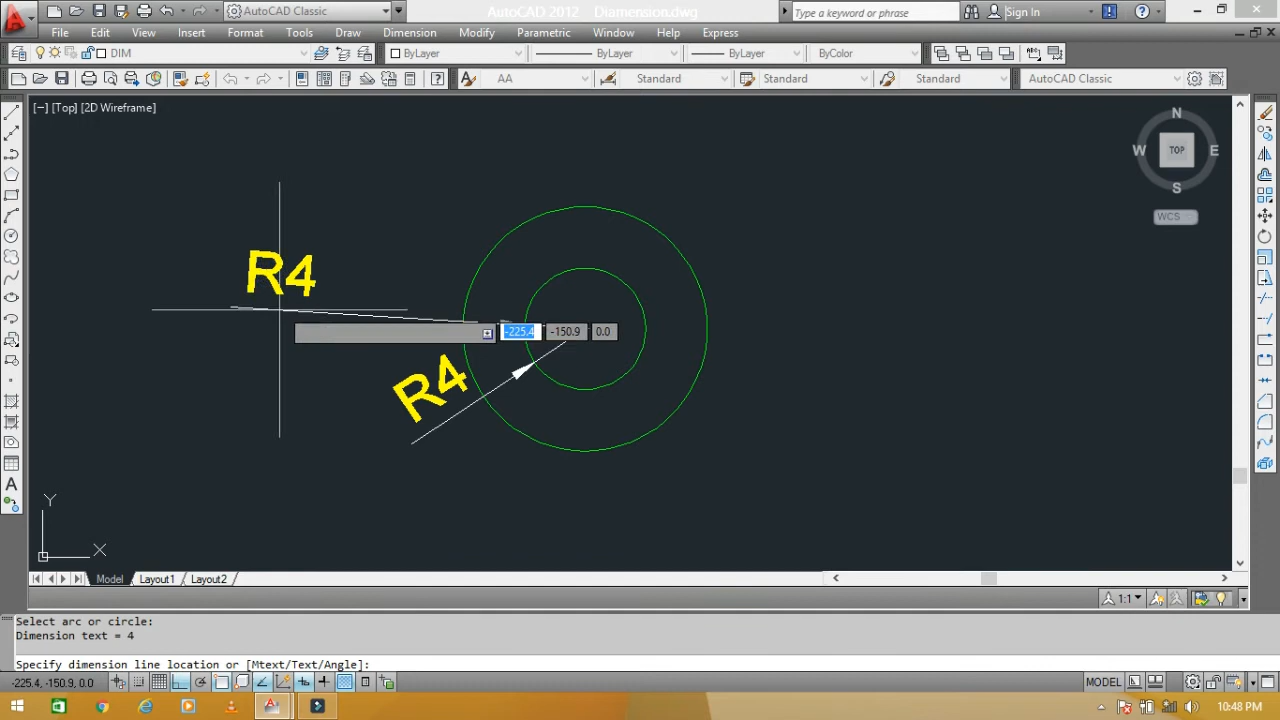 AutoCAD Classic
AutoCAD 2012 Diamension.dwg
Type a keyword or phrase
Sign In
File Edit View Insert Format Tools Draw Dimension Modify Parametric Window Help Express
DIM
ByLayer
ByLayer
ByLayer
ByColor
AA
Standard
Standard
Standard
AutoCAD Classic
[−] [Top] [2D Wireframe]
N
W TOP E
S
WCS
R4
-225.4 -150.9 0.0
R4
Y
X
Model Layout1 Layout2
1:1
Select arc or circle:
Dimension text = 4
Specify dimension line location or [Mtext/Text/Angle]:
-225.4, -150.9, 0.0
MODEL
10:48 PM